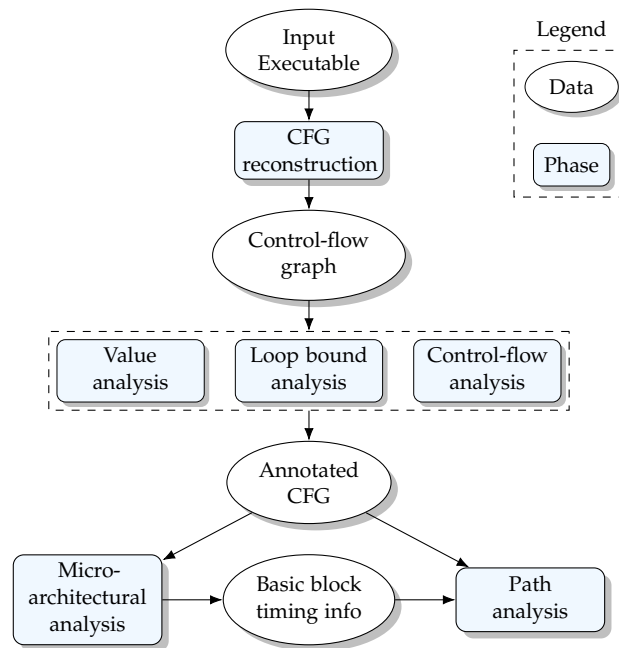 Input
Executable
Legend
Data
CFG
reconstruction
Phase
Control-flow
graph
Value
analysis
Loop bound
analysis
Control-flow
analysis
Annotated
CFG
Micro-
architectural
analysis
Basic block
timing info
Path
analysis